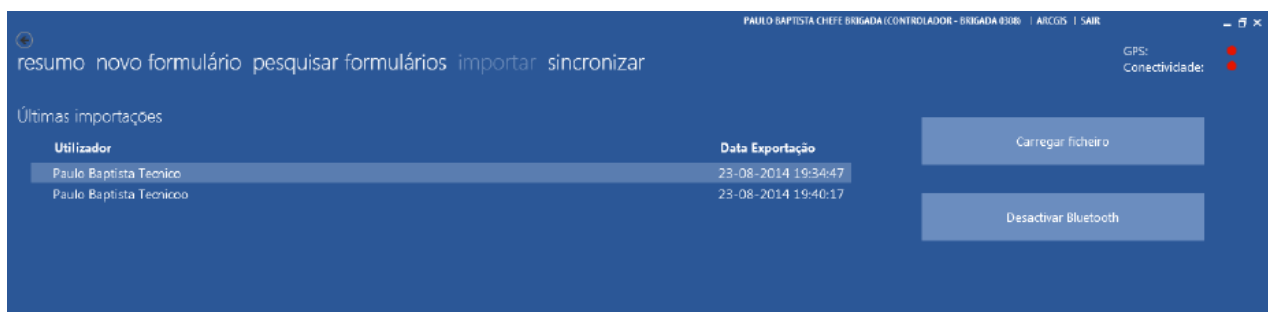 PAULO BAPTISTA CHEFE BRIGADA (CONTROLADOR - BRIGADA 0308) | ARCGIS | SAIR
resumo novo formulário pesquisar formulários importar sincronizar
GPS:
Conectividade:
Últimas importações
Utilizador Data Exportação
Paulo Baptista Tecnico 23-08-2014 19:34:47
Paulo Baptista Tecnicoo 23-08-2014 19:40:17
Carregar ficheiro
Desactivar Bluetooth